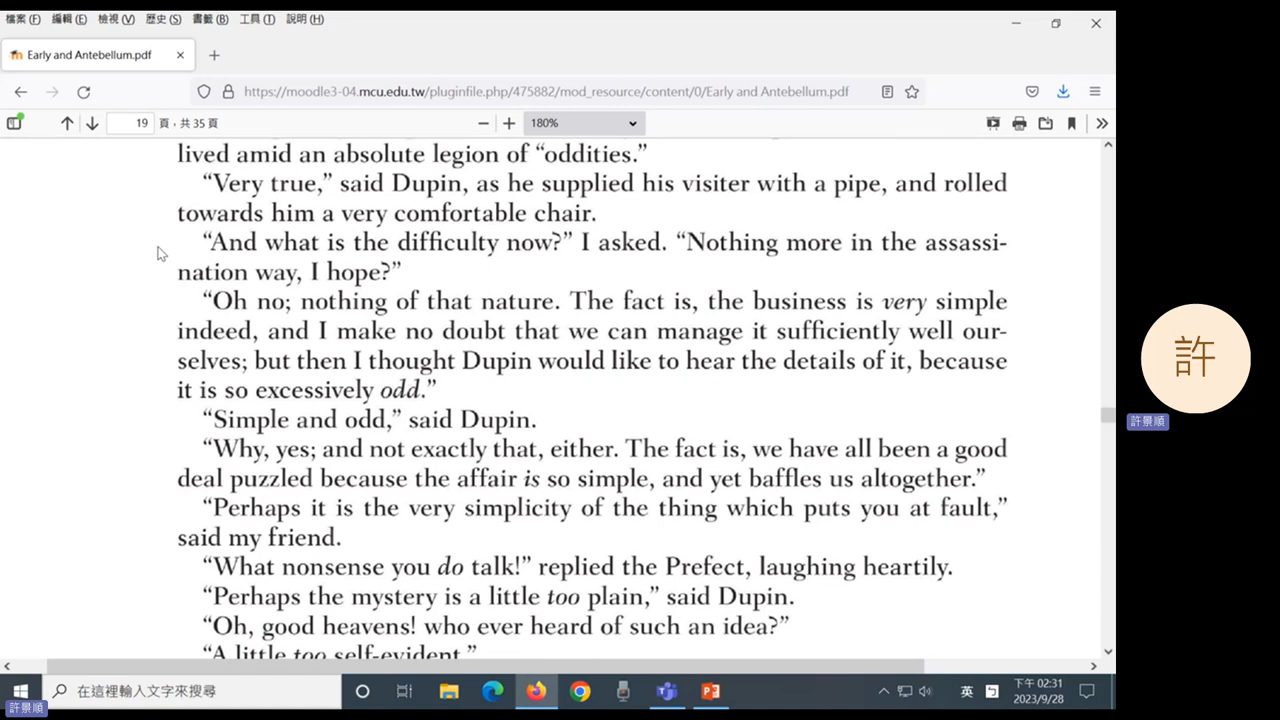 檔案(F) 編輯(E) 檢視(V) 歷史(S) 書籤(B) 工具(T) 說明(H)
Early and Antebellum.pdf
https://moodle3-04.mcu.edu.tw/pluginfile.php/475882/mod_resource/content/0/Early and Antebellum.pdf
19 頁，共 35 頁
180%
lived amid an absolute legion of “oddities.”
“Very true,” said Dupin, as he supplied his visiter with a pipe, and rolled
towards him a very comfortable chair.
“And what is the difficulty now?” I asked. “Nothing more in the assassi-
nation way, I hope?”
“Oh no; nothing of that nature. The fact is, the business is very simple
indeed, and I make no doubt that we can manage it sufficiently well our-
selves; but then I thought Dupin would like to hear the details of it, because
it is so excessively odd.”
“Simple and odd,” said Dupin.
“Why, yes; and not exactly that, either. The fact is, we have all been a good
deal puzzled because the affair is so simple, and yet baffles us altogether.”
“Perhaps it is the very simplicity of the thing which puts you at fault,”
said my friend.
“What nonsense you do talk!” replied the Prefect, laughing heartily.
“Perhaps the mystery is a little too plain,” said Dupin.
“Oh, good heavens! who ever heard of such an idea?”
“A little too self-evident.”
許
許景順
在這裡輸入文字來搜尋
英
下午 02:31
2023/9/28
許景順